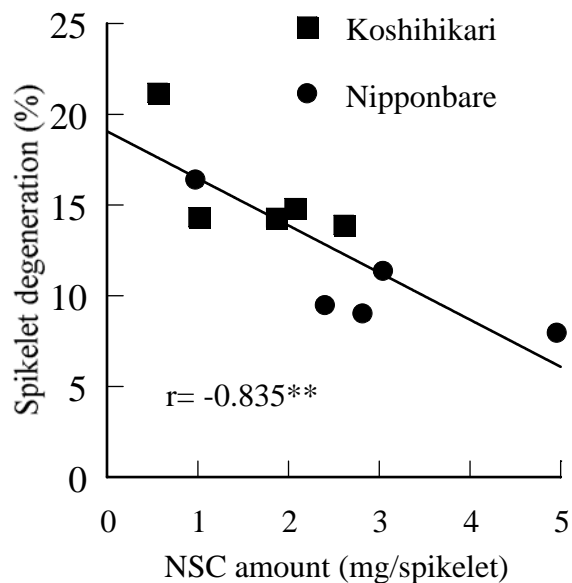 25
20
15
10
5
0
Spikelet degeneration (%)
Koshihikari
Nipponbare
r= -0.835**
0 1 2 3 4 5
NSC amount (mg/spikelet)